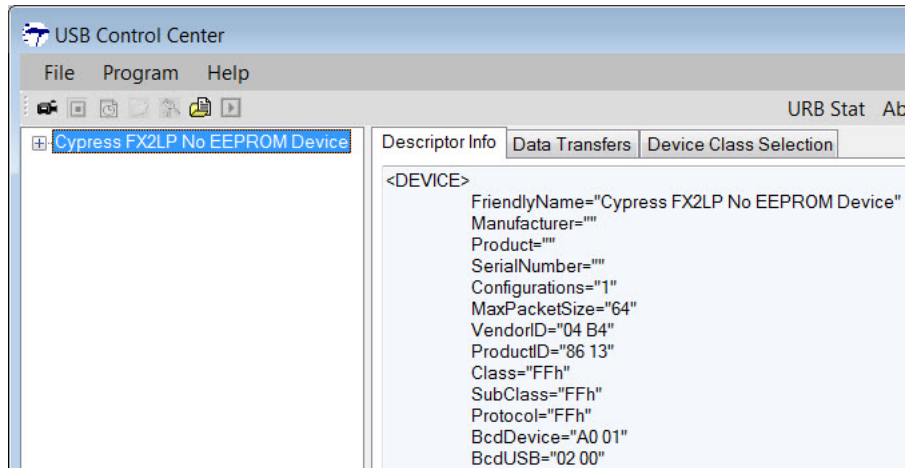 USB Control Center
File Program Help
URB Stat Ab
Cypress FX2LP No EEPROM Device
Descriptor Info Data Transfers Device Class Selection
<DEVICE>
FriendlyName="Cypress FX2LP No EEPROM Device"
Manufacturer=""
Product=""
SerialNumber=""
Configurations="1"
MaxPacketSize="64"
VendorID="04 B4"
ProductID="86 13"
Class="FFh"
SubClass="FFh"
Protocol="FFh"
BcdDevice="A0 01"
BcdUSB="02 00"